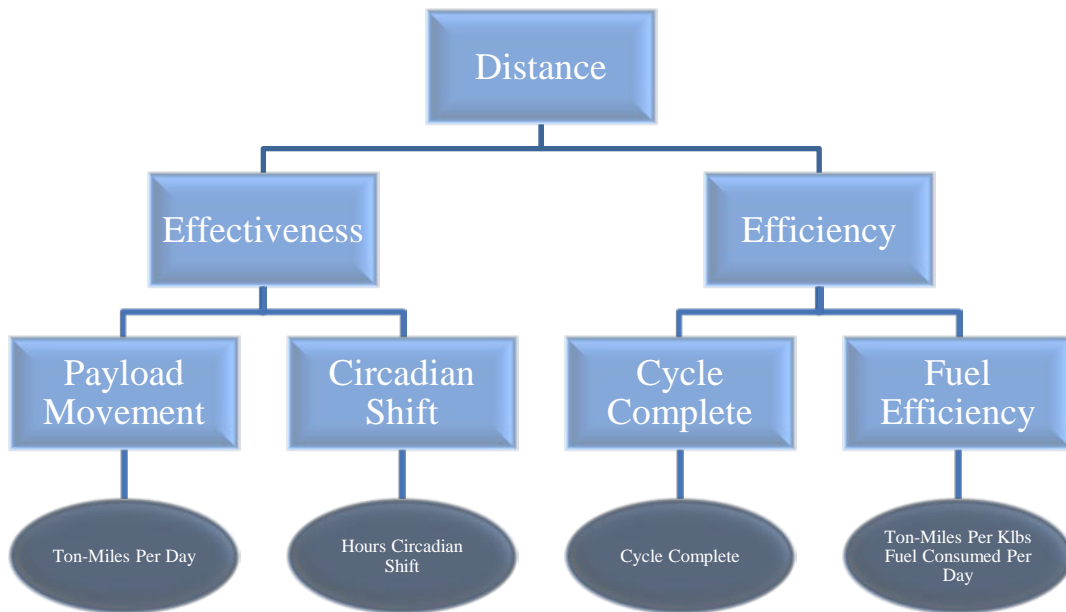 Distance
Effectiveness
Efficiency
Payload
Movement
Circadian
Shift
Cycle
Complete
Fuel
Efficiency
Ton-Miles Per Day
Hours Circadian
Shift
Cycle Complete
Ton-Miles Per Klbs
Fuel Consumed Per
Day